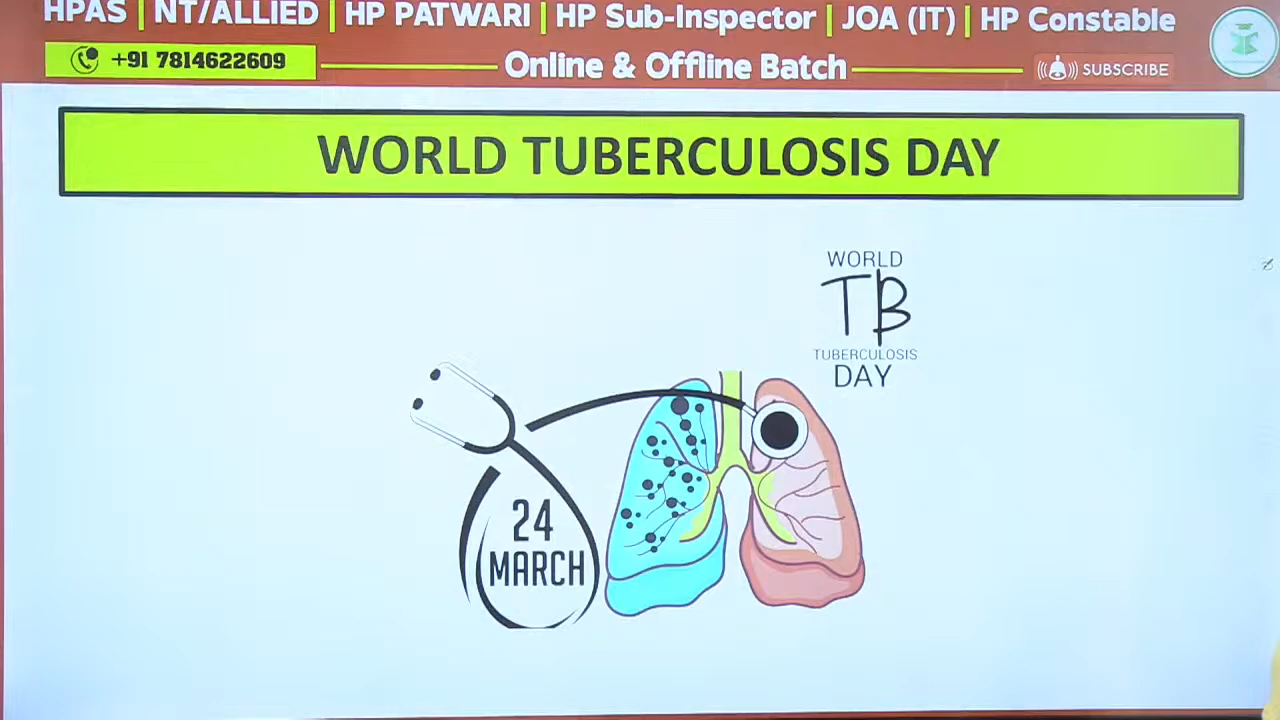 HPAS | NT/ALLIED | HP PATWARI | HP Sub-Inspector | JOA (IT) | HP Constable
+91 7814622609
Online & Offline Batch
SUBSCRIBE
WORLD TUBERCULOSIS DAY
WORLD
TB
TUBERCULOSIS
DAY
24
MARCH